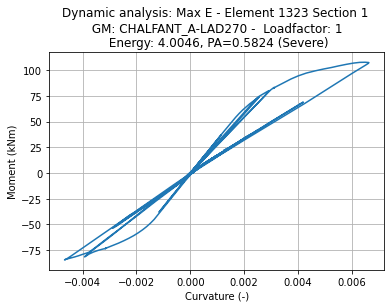 Dynamic analysis: Max E - Element 1323 Section 1
GM: CHALFANT_A-LAD270 - Loadfactor: 1
Energy: 4.0046, PA=0.5824 (Severe)
100
75
50
25
0
−25
−50
−75
Moment (kNm)
−0.004 −0.002 0.000 0.002 0.004 0.006
Curvature (-)